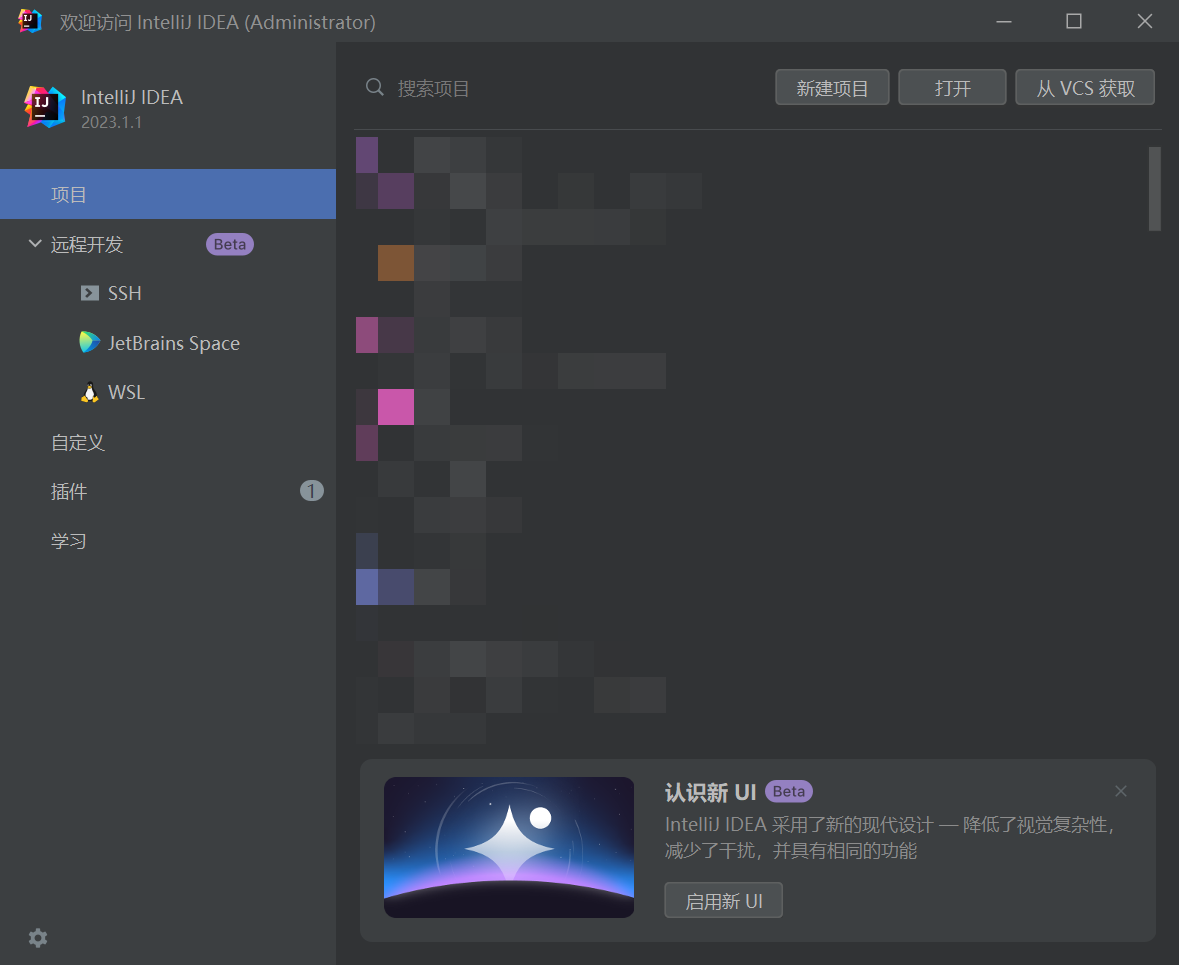 欢迎访问 IntelliJ IDEA (Administrator)
IntelliJ IDEA
2023.1.1
项目
远程开发 Beta
SSH
JetBrains Space
WSL
自定义
插件 1
学习
搜索项目
新建项目
打开
从 VCS 获取
认识新 UI Beta
IntelliJ IDEA 采用了新的现代设计 — 降低了视觉复杂性，
减少了干扰，并具有相同的功能
启用新 UI